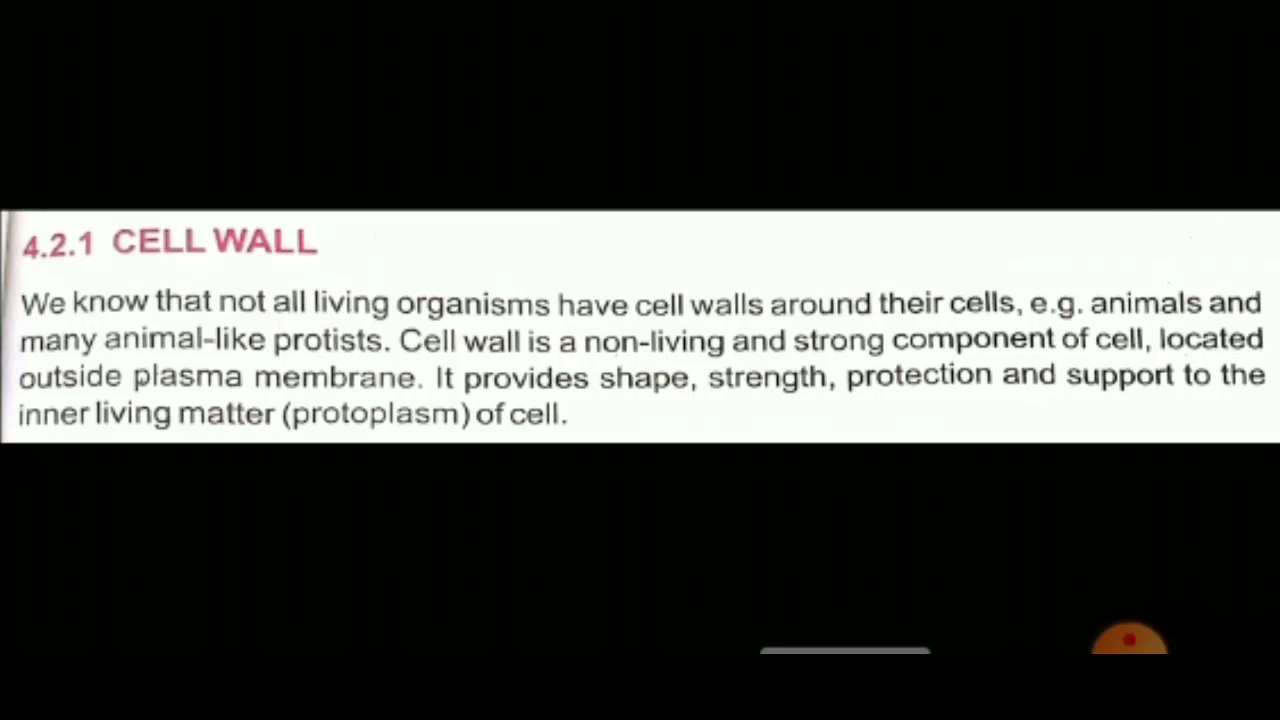 4.2.1 CELL WALL
We know that not all living organisms have cell walls around their cells, e.g. animals and
many animal-like protists. Cell wall is a non-living and strong component of cell, located
outside plasma membrane. It provides shape, strength, protection and support to the
inner living matter (protoplasm) of cell.